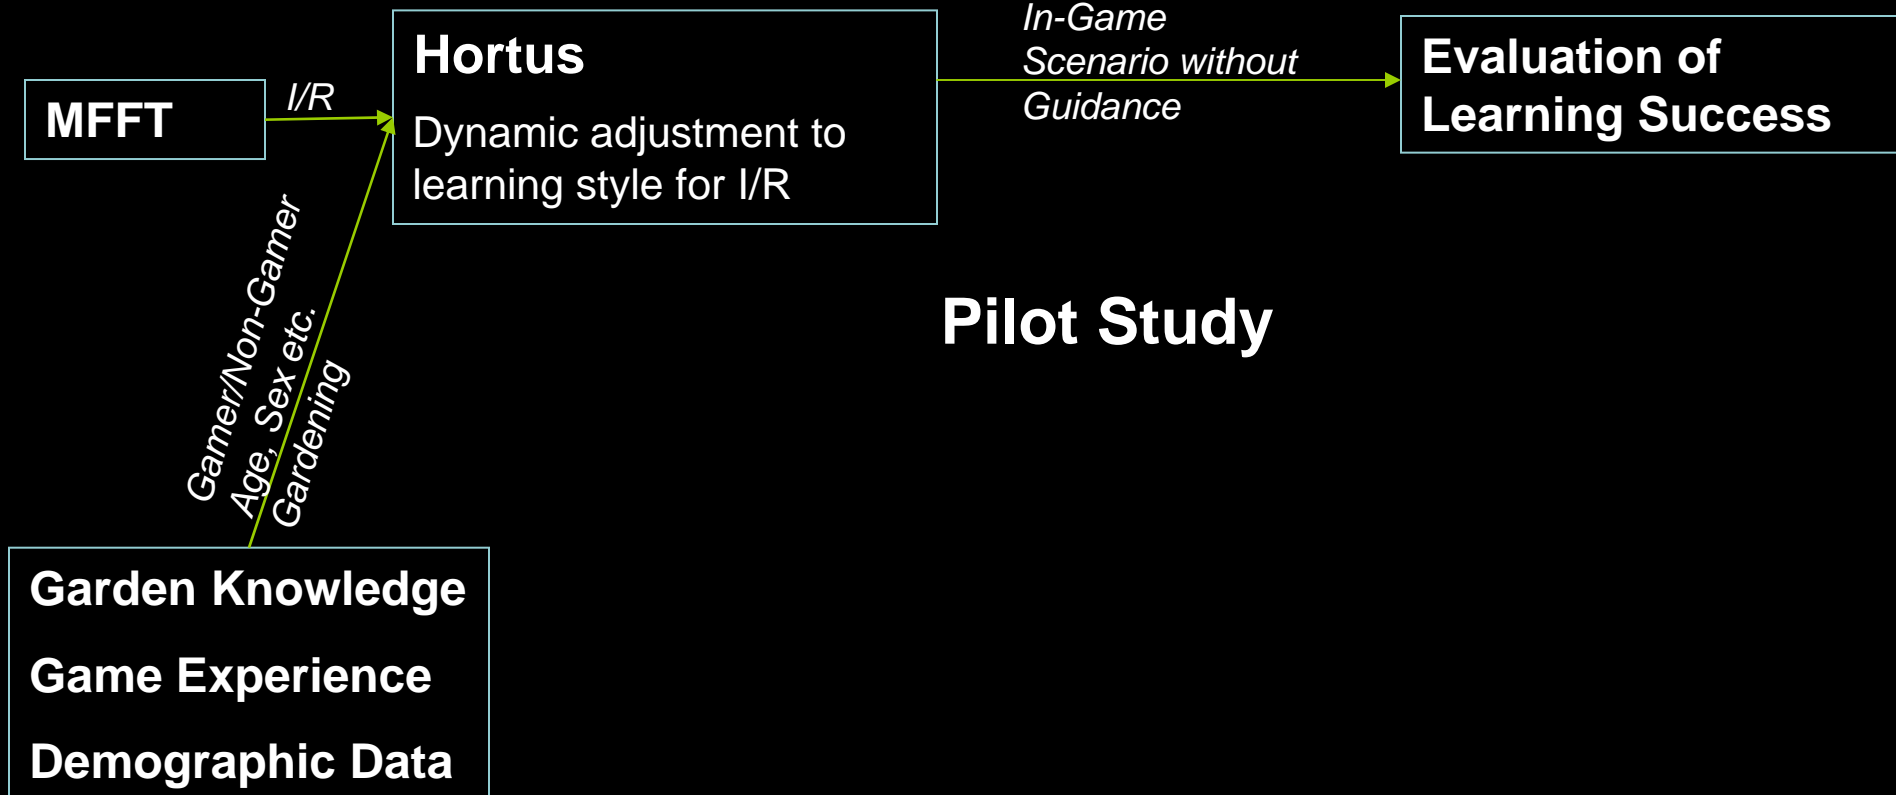 MFFT
I/R
Hortus
Dynamic adjustment to
learning style for I/R
In-Game
Scenario without
Guidance
Evaluation of
Learning Success
Gamer/Non-Gamer
Age, Sex etc.
Gardening
Pilot Study
Garden Knowledge
Game Experience
Demographic Data